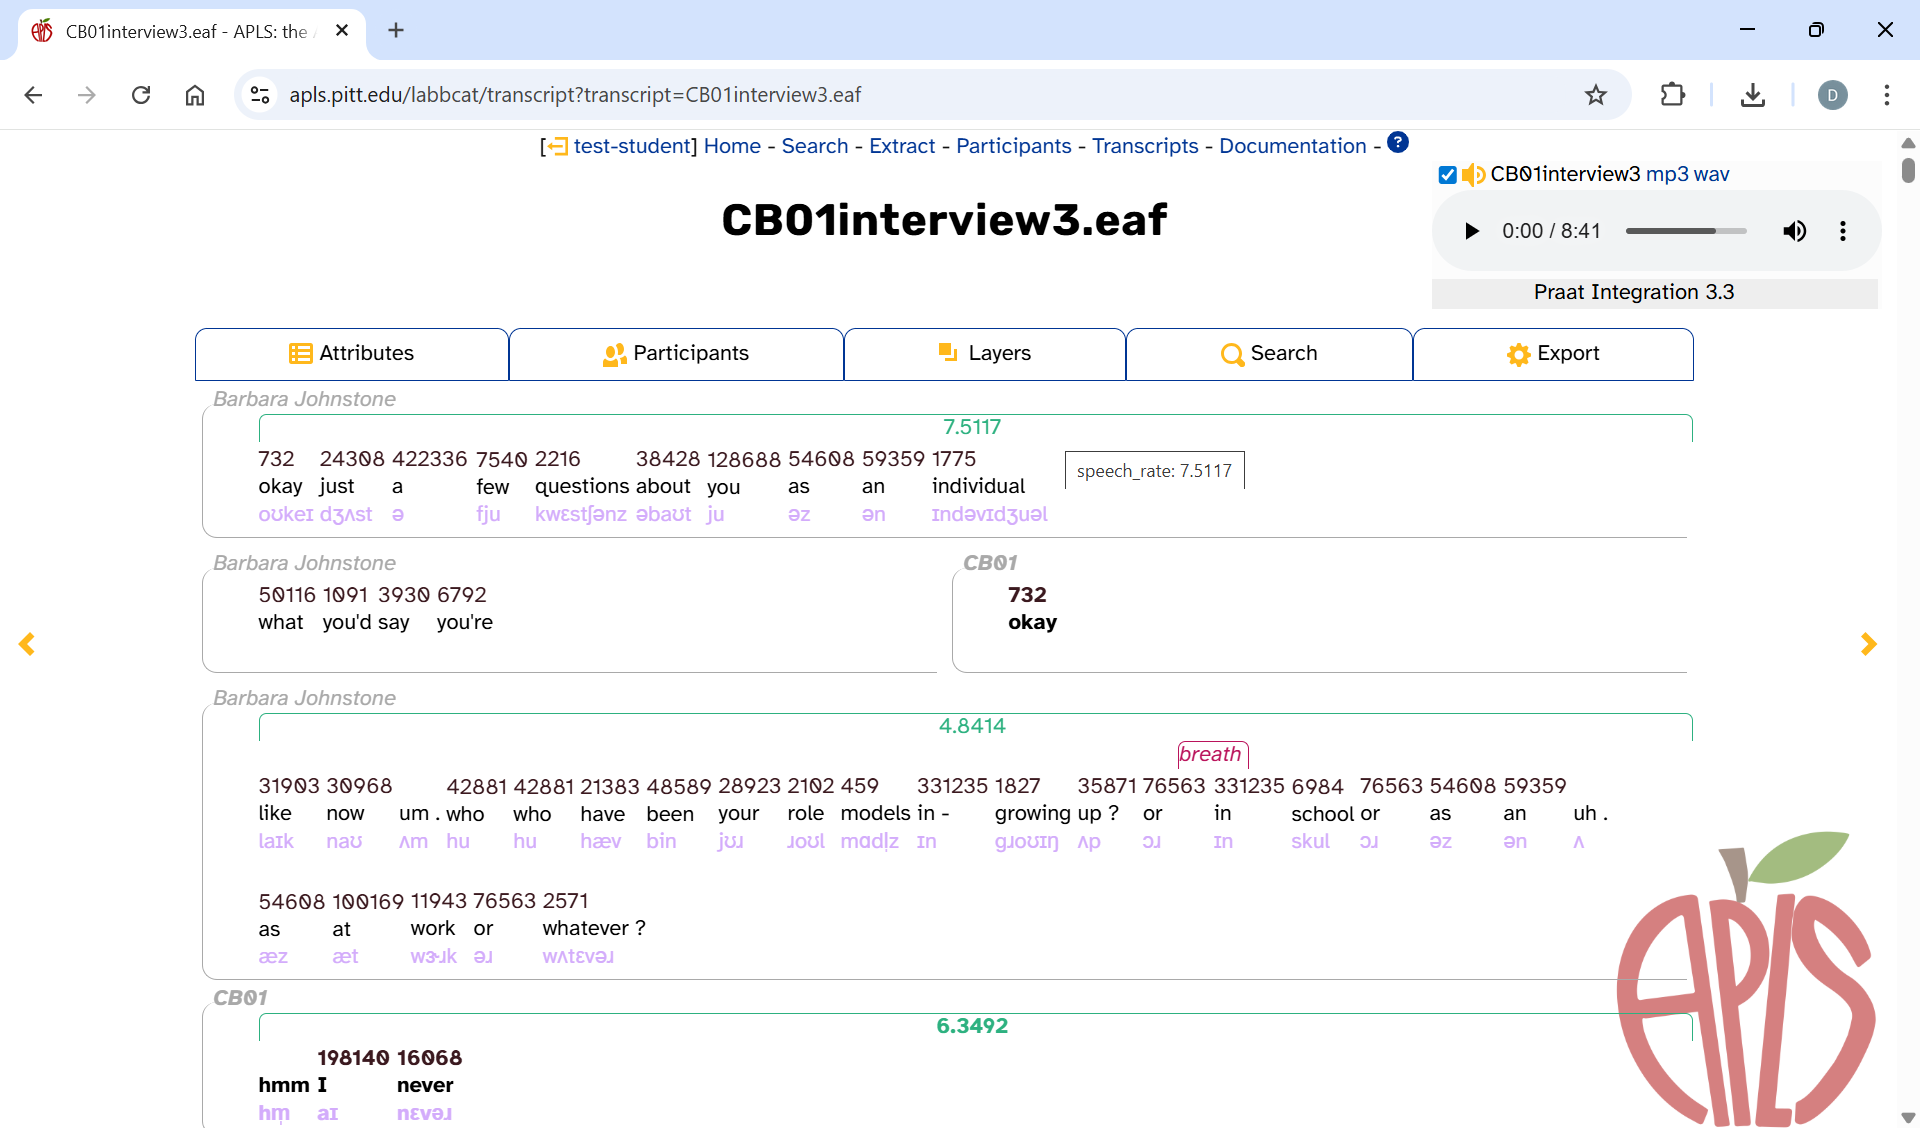 CB01interview3.eaf - APLS: the
apls.pitt.edu/labbcat/transcript?transcript=CB01interview3.eaf
D
[test-student] Home - Search - Extract - Participants - Transcripts - Documentation - ?
CB01interview3 mp3 wav
CB01interview3.eaf
0:00 / 8:41
Praat Integration 3.3
Attributes Participants Layers Search Export
Barbara Johnstone
7.5117
732 24308 422336 7540 2216 38428 128688 54608 59359 1775
speech_rate: 7.5117
okay just a few questions about you as an individual
oʊkeɪ dʒʌst ə fju kwɛstʃənz əbaʊt ju əz ən ɪndəvɪdʒuəl
Barbara Johnstone CB01
50116 1091 3930 6792 732
what you'd say you're okay
Barbara Johnstone
4.8414
breath
31903 30968 42881 42881 21383 48589 28923 2102 459 331235 1827 35871 76563 331235 6984 76563 54608 59359
like now um . who who have been your role models in - growing up ? or in school or as an uh .
laɪk naʊ ʌm hu hu hæv bin jʊɹ ɹoʊl mɑdl̩z ɪn ɡɹoʊɪŋ ʌp ɔɹ ɪn skul ɔɹ əz ən ʌ
54608 100169 11943 76563 2571
as at work or whatever ?
æz æt wɝɹk əɹ wʌtɛvəɹ
CB01
6.3492
198140 16068
hmm I never
hm̩ aɪ nɛvəɹ
APLS